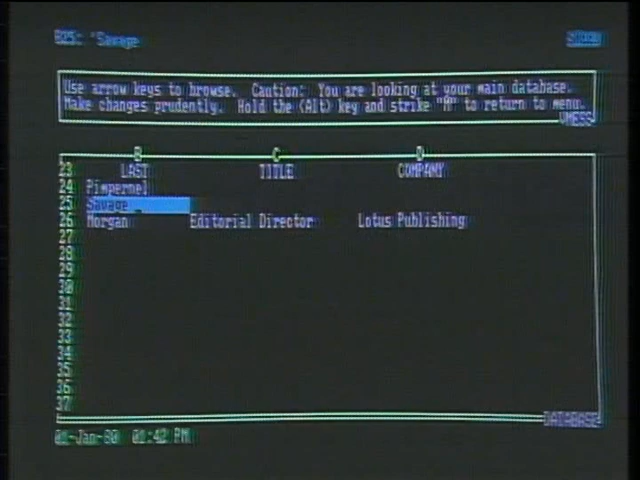 B25: 'Savage
Use arrow keys to browse. Caution: You are looking at your main database.
Make changes prudently. Hold the (Alt) key and strike "A" to return to menu.
B C D
23 LAST TITLE COMPANY
24 Pimpernel
25 Savage
26 Morgan Editorial Director Lotus Publishing
27
28
29
30
31
32
33
34
35
36
37
DATABASE
01-Jan-80 01:42 PM